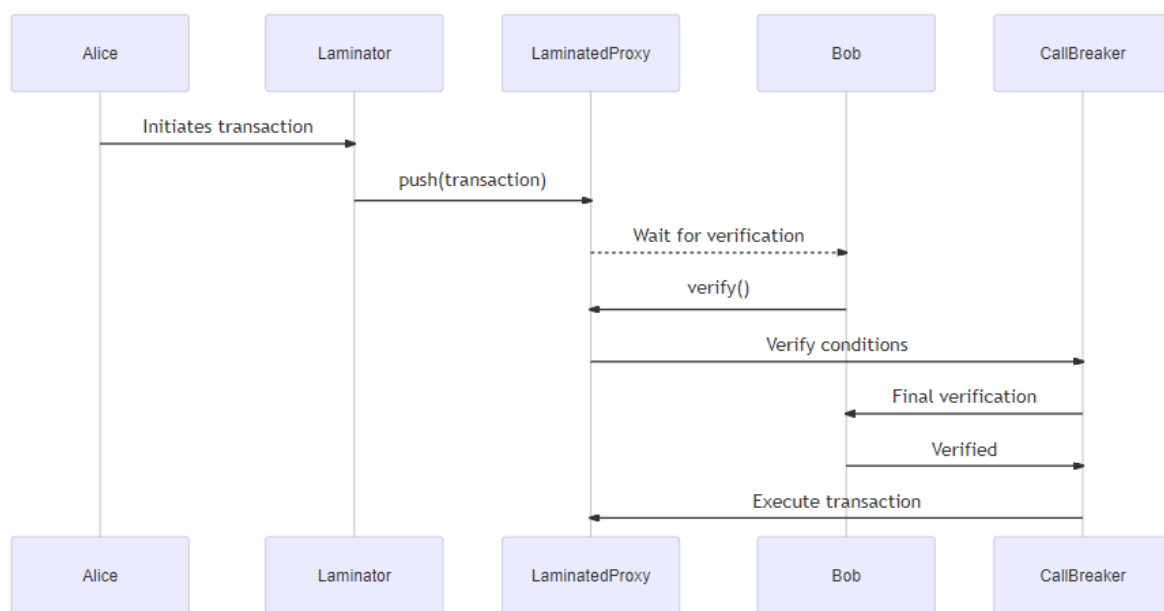 Alice Laminator LaminatedProxy Bob CallBreaker
Initiates transaction
push(transaction)
Wait for verification
verify()
Verify conditions
Final verification
Verified
Execute transaction
Alice Laminator LaminatedProxy Bob CallBreaker